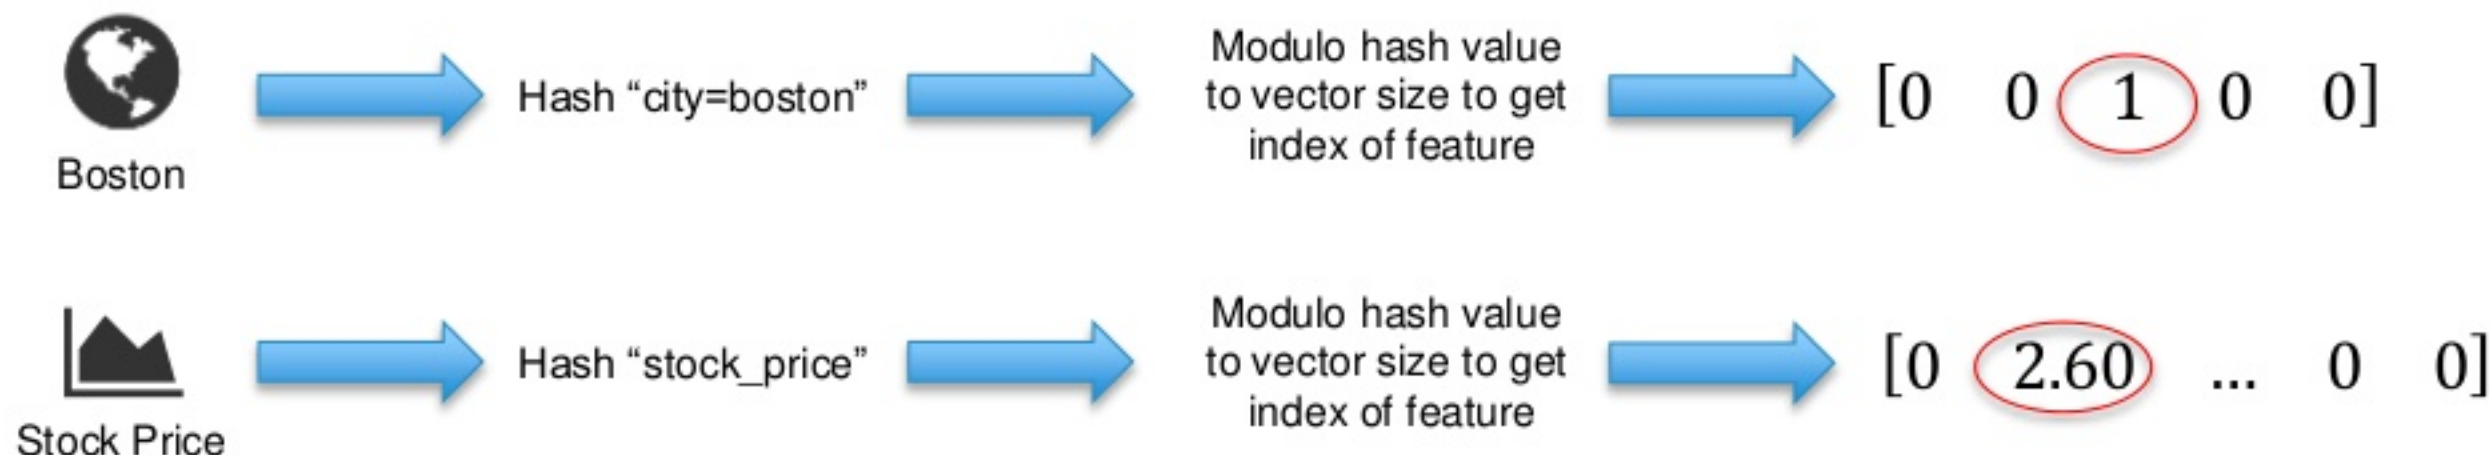 Boston
Hash “city=boston”
Modulo hash value
to vector size to get
index of feature
[0 0 1 0 0]
Stock Price
Hash “stock_price”
Modulo hash value
to vector size to get
index of feature
[0 2.60 ... 0 0]